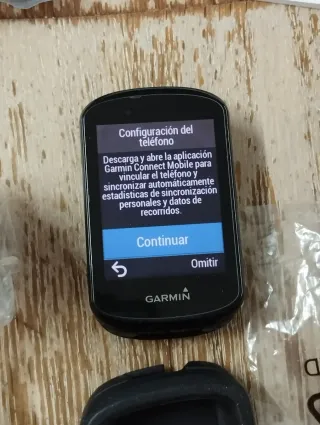 Configuración del
teléfono
Descarga y abre la aplicación
Garmin Connect Mobile para
vincular el teléfono y
sincronizar automáticamente
estadísticas de sincronización
personales y datos de
recorridos.
Continuar
Omitir
GARMIN